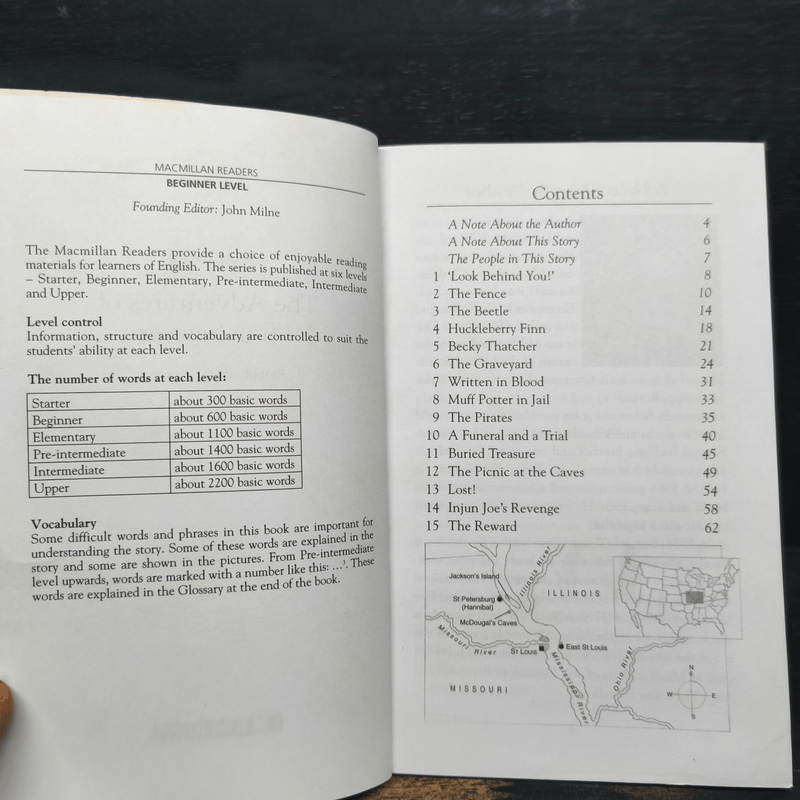 MACMILLAN READERS
BEGINNER LEVEL
Founding Editor: John Milne
The Macmillan Readers provide a choice of enjoyable reading
materials for learners of English. The series is published at six levels
– Starter, Beginner, Elementary, Pre-intermediate, Intermediate
and Upper.
Level control
Information, structure and vocabulary are controlled to suit the
students' ability at each level.
The number of words at each level:
Starter about 300 basic words
Beginner about 600 basic words
Elementary about 1100 basic words
Pre-intermediate about 1400 basic words
Intermediate about 1600 basic words
Upper about 2200 basic words
Vocabulary
Some difficult words and phrases in this book are important for
understanding the story. Some of these words are explained in the
story and some are shown in the pictures. From Pre-intermediate
level upwards, words are marked with a number like this: ...³. These
words are explained in the Glossary at the end of the book.
Contents
A Note About the Author 4
A Note About This Story 6
The People in This Story 7
1 'Look Behind You!' 8
2 The Fence 10
3 The Beetle 14
4 Huckleberry Finn 18
5 Becky Thatcher 21
6 The Graveyard 24
7 Written in Blood 31
8 Muff Potter in Jail 33
9 The Pirates 35
10 A Funeral and a Trial 40
11 Buried Treasure 45
12 The Picnic at the Caves 49
13 Lost! 54
14 Injun Joe's Revenge 58
15 The Reward 62
Jackson's Island
Illinois River
ILLINOIS
St Petersburg
(Hannibal)
McDougal's Caves
Missouri River
St Louis
East St Louis
Mississippi River
Ohio River
MISSOURI
N
W E
S